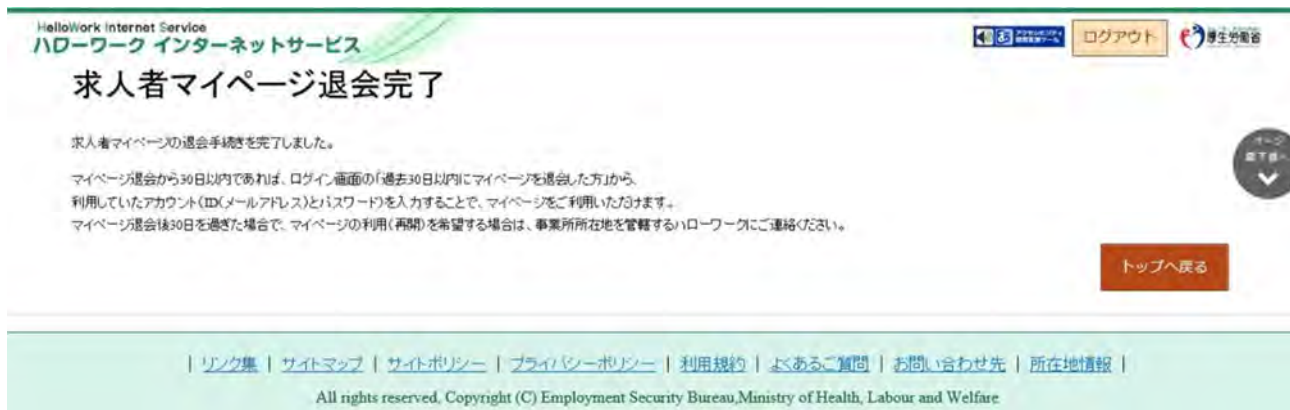 HelloWork Internet Service
ハローワーク インターネットサービス
ログアウト
厚生労働省
求人者マイページ退会完了
求人者マイページの退会手続きを完了しました。
マイページ退会から30日以内であれば、ログイン画面の「過去30日以内にマイページを退会した方」から、
利用していたアカウント(ID(メールアドレス)とパスワード)を入力することで、マイページをご利用いただけます。
マイページ退会後30日を過ぎた場合で、マイページの利用(再開)を希望する場合は、事業所所在地を管轄するハローワークにご連絡ください。
トップへ戻る
| リンク集 | サイトマップ | サイトポリシー | プライバシーポリシー | 利用規約 | よくあるご質問 | お問い合わせ先 | 所在地情報 |
All rights reserved, Copyright (C) Employment Security Bureau,Ministry of Health, Labour and Welfare